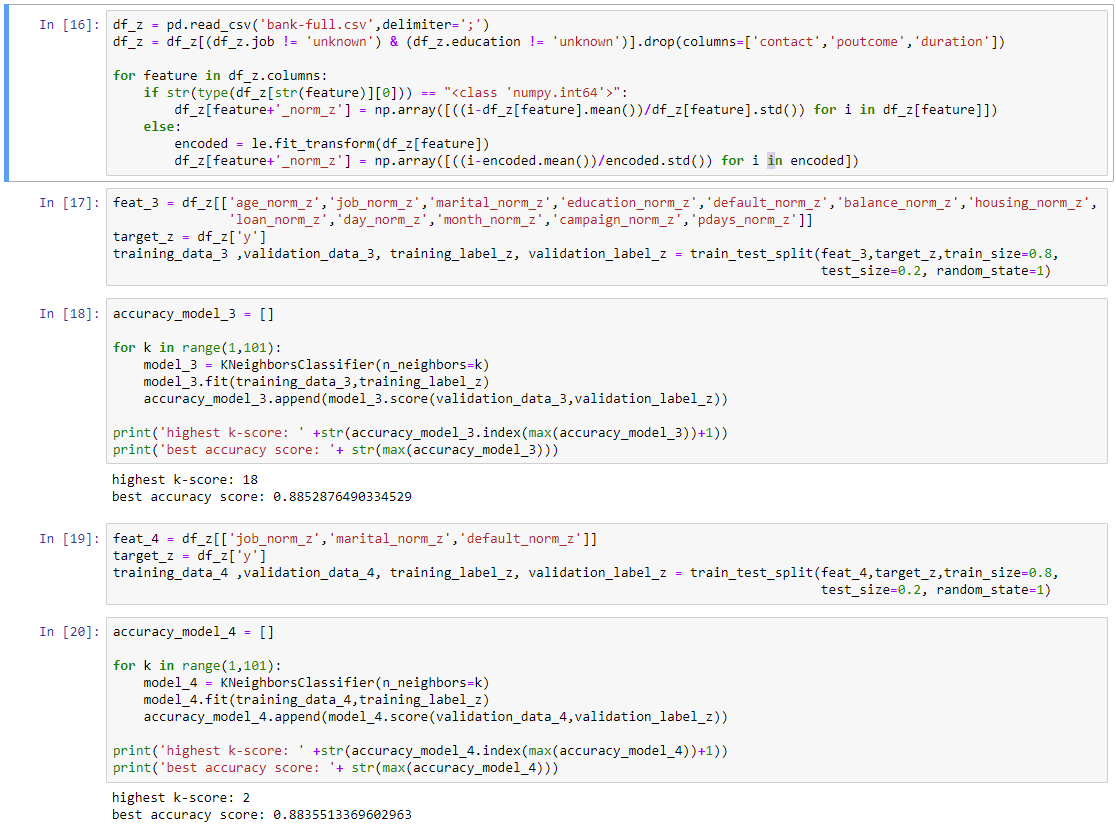 In [16]: df_z = pd.read_csv('bank-full.csv',delimiter=';')
df_z = df_z[(df_z.job != 'unknown') & (df_z.education != 'unknown')].drop(columns=['contact','poutcome','duration'])
for feature in df_z.columns:
if str(type(df_z[str(feature)][0])) == "<class 'numpy.int64'>":
df_z[feature+'_norm_z'] = np.array([((i-df_z[feature].mean())/df_z[feature].std()) for i in df_z[feature]])
else:
encoded = le.fit_transform(df_z[feature])
df_z[feature+'_norm_z'] = np.array([((i-encoded.mean())/encoded.std()) for i in encoded])
In [17]: feat_3 = df_z[['age_norm_z','job_norm_z','marital_norm_z','education_norm_z','default_norm_z','balance_norm_z','housing_norm_z',
'loan_norm_z','day_norm_z','month_norm_z','campaign_norm_z','pdays_norm_z']]
target_z = df_z['y']
training_data_3 ,validation_data_3, training_label_z, validation_label_z = train_test_split(feat_3,target_z,train_size=0.8,
test_size=0.2, random_state=1)
In [18]: accuracy_model_3 = []
for k in range(1,101):
model_3 = KNeighborsClassifier(n_neighbors=k)
model_3.fit(training_data_3,training_label_z)
accuracy_model_3.append(model_3.score(validation_data_3,validation_label_z))
print('highest k-score: ' +str(accuracy_model_3.index(max(accuracy_model_3))+1))
print('best accuracy score: '+ str(max(accuracy_model_3)))
highest k-score: 18
best accuracy score: 0.8852876490334529
In [19]: feat_4 = df_z[['job_norm_z','marital_norm_z','default_norm_z']]
target_z = df_z['y']
training_data_4 ,validation_data_4, training_label_z, validation_label_z = train_test_split(feat_4,target_z,train_size=0.8,
test_size=0.2, random_state=1)
In [20]: accuracy_model_4 = []
for k in range(1,101):
model_4 = KNeighborsClassifier(n_neighbors=k)
model_4.fit(training_data_4,training_label_z)
accuracy_model_4.append(model_4.score(validation_data_4,validation_label_z))
print('highest k-score: ' +str(accuracy_model_4.index(max(accuracy_model_4))+1))
print('best accuracy score: '+ str(max(accuracy_model_4)))
highest k-score: 2
best accuracy score: 0.8835513369602963